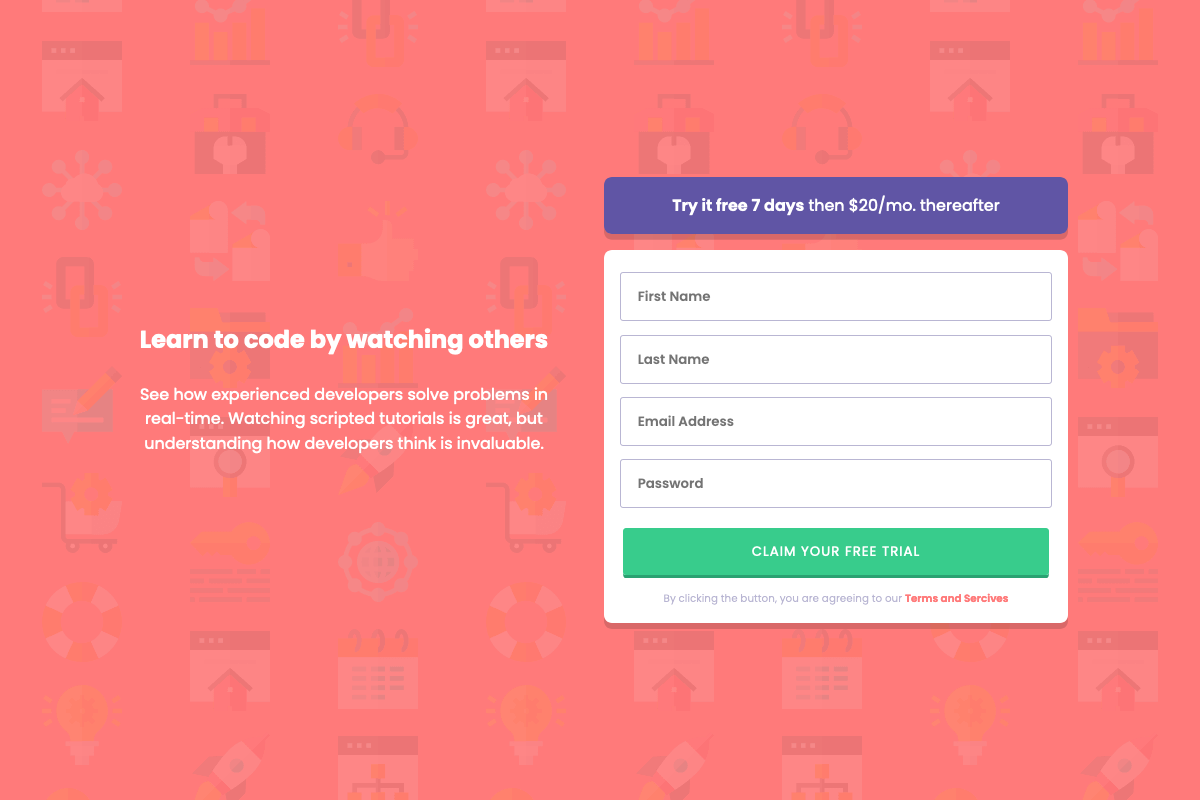 Learn to code by watching others
See how experienced developers solve problems in
real-time. Watching scripted tutorials is great, but
understanding how developers think is invaluable.
Try it free 7 days then $20/mo. thereafter
First Name
Last Name
Email Address
Password
CLAIM YOUR FREE TRIAL
By clicking the button, you are agreeing to our Terms and Sercives